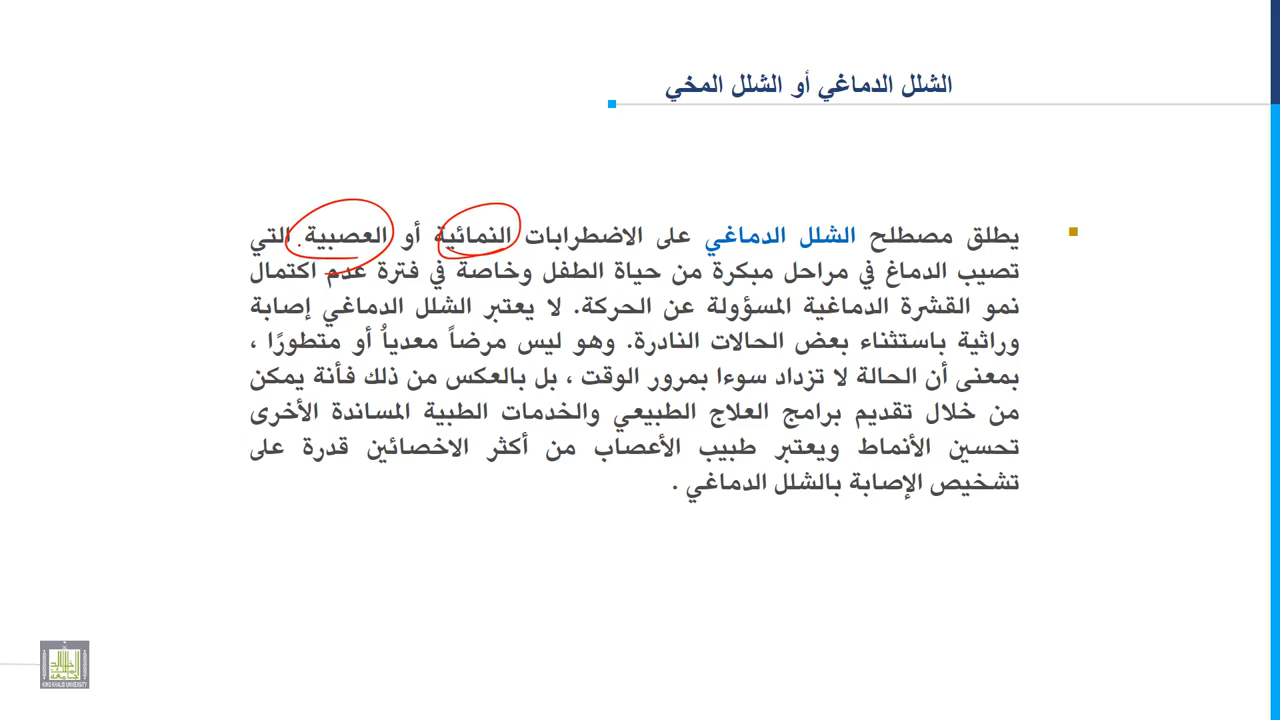 الشلل الدماغي أو الشلل المخي
يطلق مصطلح الشلل الدماغي على الاضطرابات النمائية أو العصبية التي
تصيب الدماغ في مراحل مبكرة من حياة الطفل وخاصة في فترة عدم اكتمال
نمو القشرة الدماغية المسؤولة عن الحركة. لا يعتبر الشلل الدماغي إصابة
وراثية باستثناء بعض الحالات النادرة. وهو ليس مرضاً معدياُ أو متطورًا ،
بمعنى أن الحالة لا تزداد سوءا بمرور الوقت ، بل بالعكس من ذلك فأنة يمكن
من خلال تقديم برامج العلاج الطبيعي والخدمات الطبية المساندة الأخرى
تحسين الأنماط ويعتبر طبيب الأعصاب من أكثر الاخصائين قدرة على
تشخيص الإصابة بالشلل الدماغي .
KING KHALID UNIVERSITY